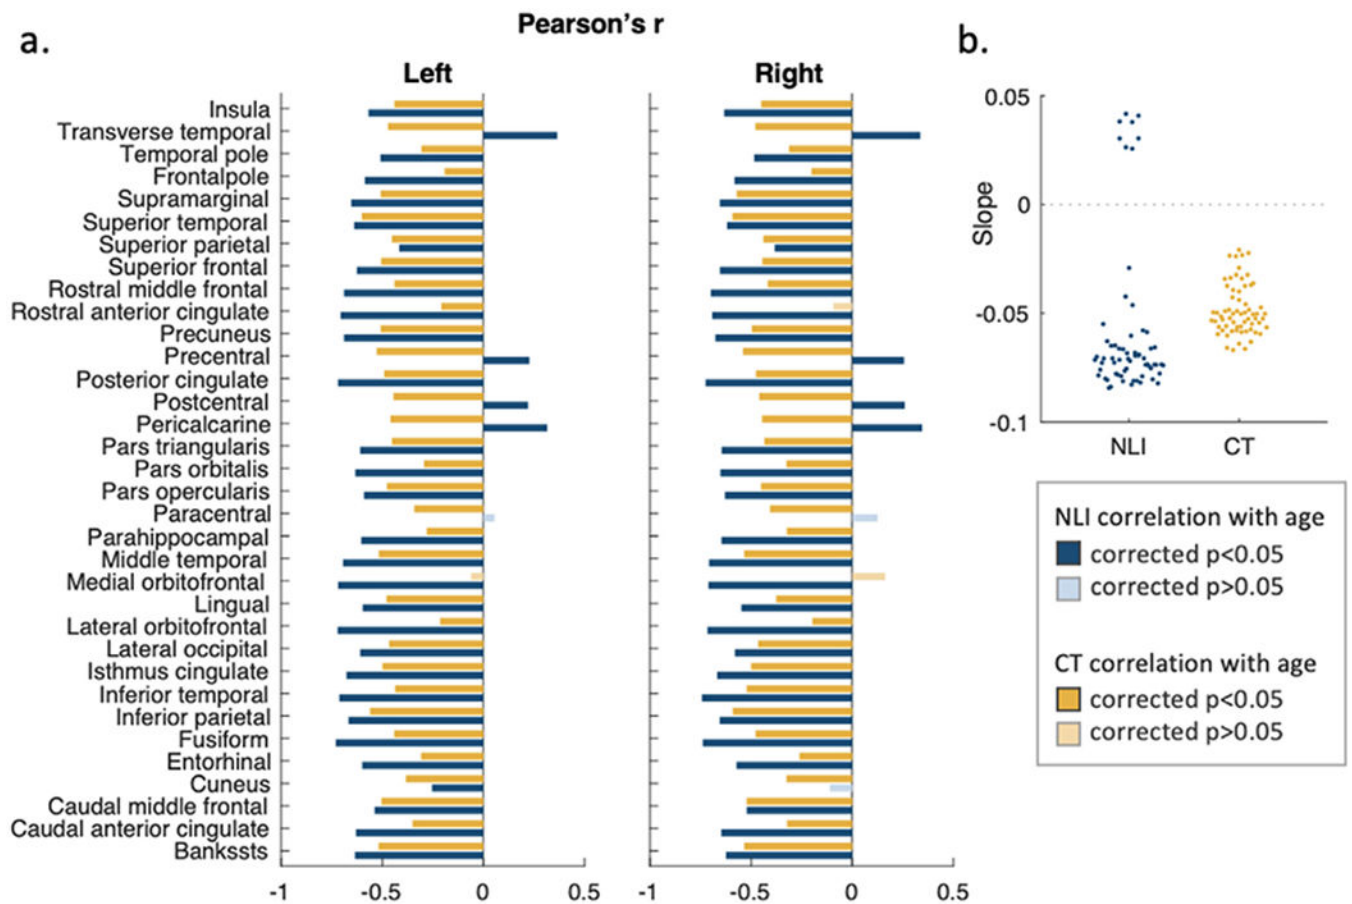 Pearson's r
a.
b.
Left
Right
Insula
Transverse temporal
Temporal pole
Frontalpole
Supramarginal
Superior temporal
Superior parietal
Superior frontal
Rostral middle frontal
Rostral anterior cingulate
Precuneus
Precentral
Posterior cingulate
Postcentral
Pericalcarine
Pars triangularis
Pars orbitalis
Pars opercularis
Paracentral
Parahippocampal
Middle temporal
Medial orbitofrontal
Lingual
Lateral orbitofrontal
Lateral occipital
Isthmus cingulate
Inferior temporal
Inferior parietal
Fusiform
Entorhinal
Cuneus
Caudal middle frontal
Caudal anterior cingulate
Bankssts
-1 -0.5 0 0.5
-1 -0.5 0 0.5
Slope
0.05
0
-0.05
-0.1
NLI CT
NLI correlation with age
corrected p<0.05
corrected p>0.05
CT correlation with age
corrected p<0.05
corrected p>0.05